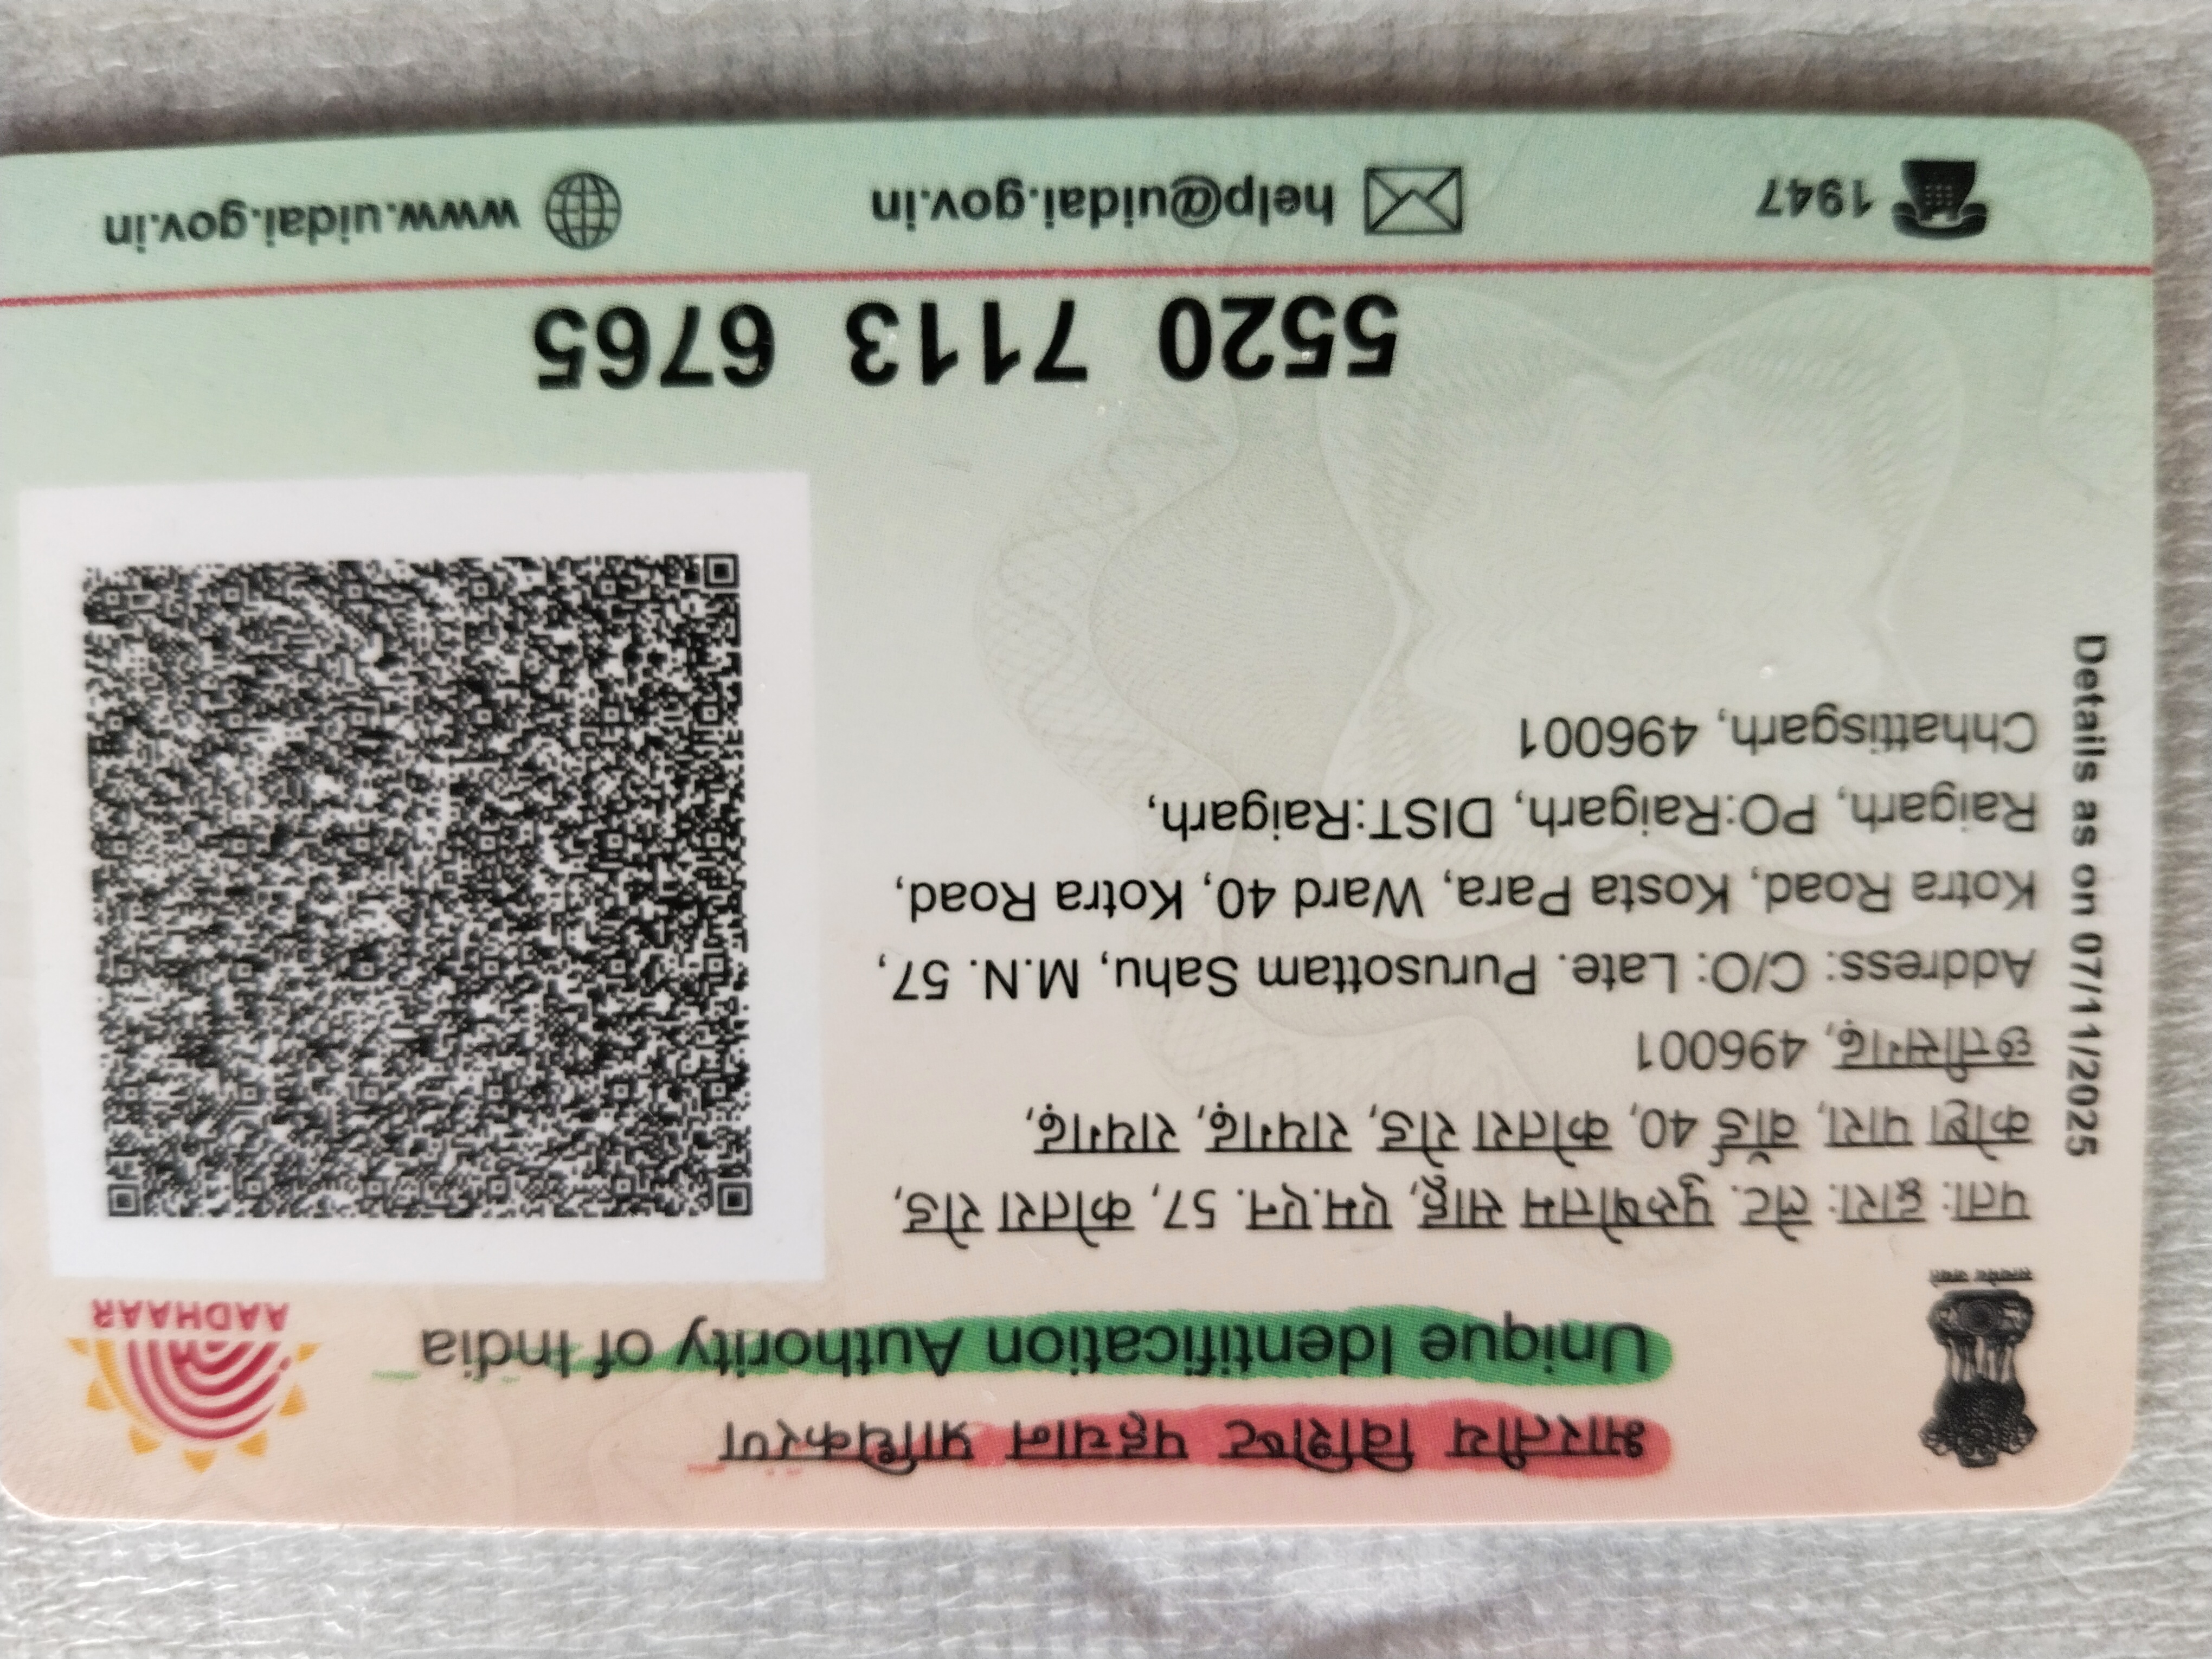 भारतीय विशिष्ट पहचान प्राधिकरण
Unique Identification Authority of India
AADHAAR
पता: द्वारा: लेट. पुरुषोत्तम साहू, एम.एन. 57, कोतरा रोड,
कोष्टा पारा, वॉर्ड 40, कोतरा रोड, रायगढ़, रायगढ़,
छत्तीसगढ़, 496001
Address: C/O: Late. Purusottam Sahu, M.N. 57,
Kotra Road, Kosta Para, Ward 40, Kotra Road,
Raigarh, PO:Raigarh, DIST:Raigarh,
Chhattisgarh, 496001
Details as on 07/11/2025
5520 7113 6765
1947
help@uidai.gov.in
www.uidai.gov.in